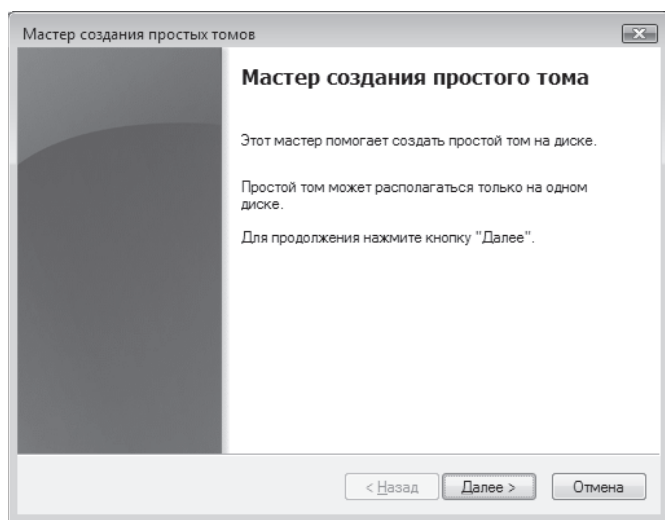 Мастер создания простых томов
Мастер создания простого тома
Этот мастер помогает создать простой том на диске.
Простой том может располагаться только на одном
диске.
Для продолжения нажмите кнопку "Далее".
< Назад
Далее >
Отмена